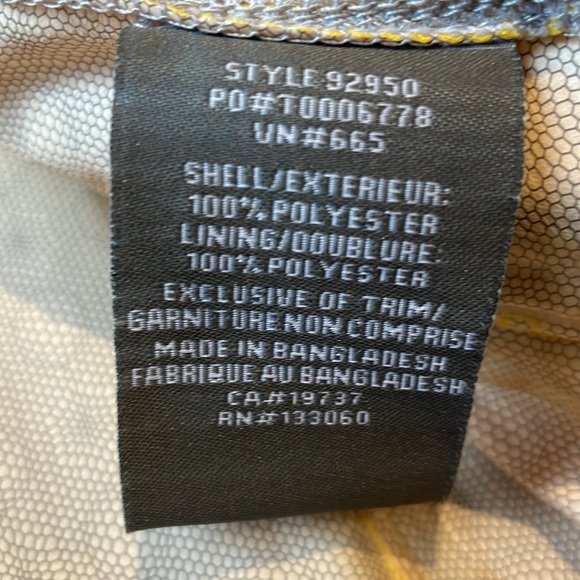 STYLE 92950
PO#T0006778
VN#665
SHELL/EXTERIEUR:
100% POLYESTER
LINING/DOUBLURE:
100% POLYESTER
EXCLUSIVE OF TRIM/
GARNITURE NON COMPRISE
MADE IN BANGLADESH
FABRIQUE AU BANGLADESH
CA#19737
RN#133060